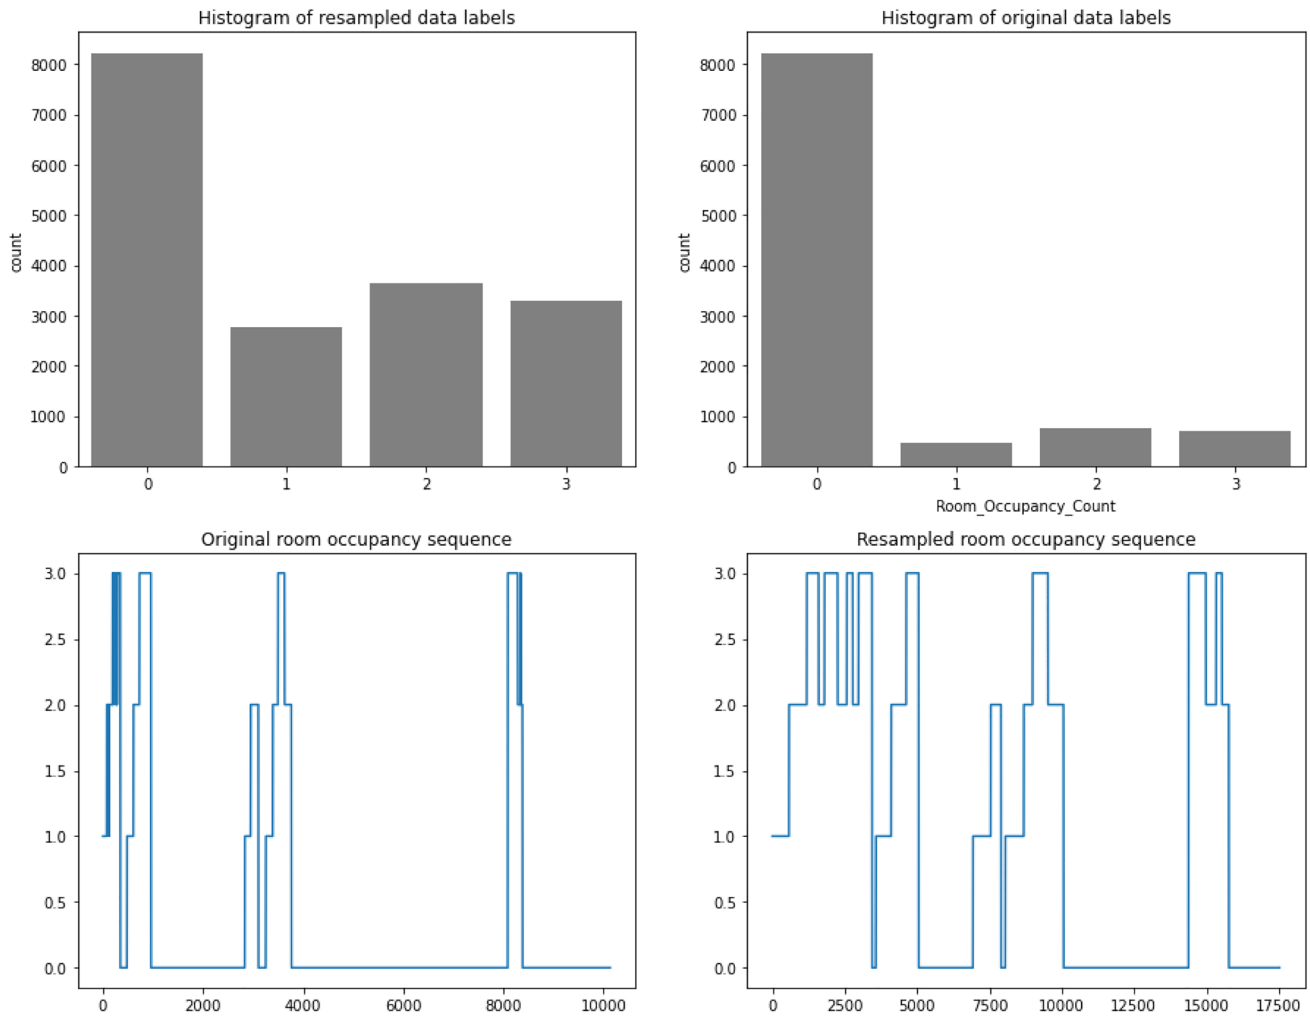 Histogram of resampled data labels
count
8000
7000
6000
5000
4000
3000
2000
1000
0
0 1 2 3
Histogram of original data labels
count
8000
7000
6000
5000
4000
3000
2000
1000
0
0 1 2 3
Room_Occupancy_Count
Original room occupancy sequence
3.0
2.5
2.0
1.5
1.0
0.5
0.0
0 2000 4000 6000 8000 10000
Resampled room occupancy sequence
3.0
2.5
2.0
1.5
1.0
0.5
0.0
0 2500 5000 7500 10000 12500 15000 17500